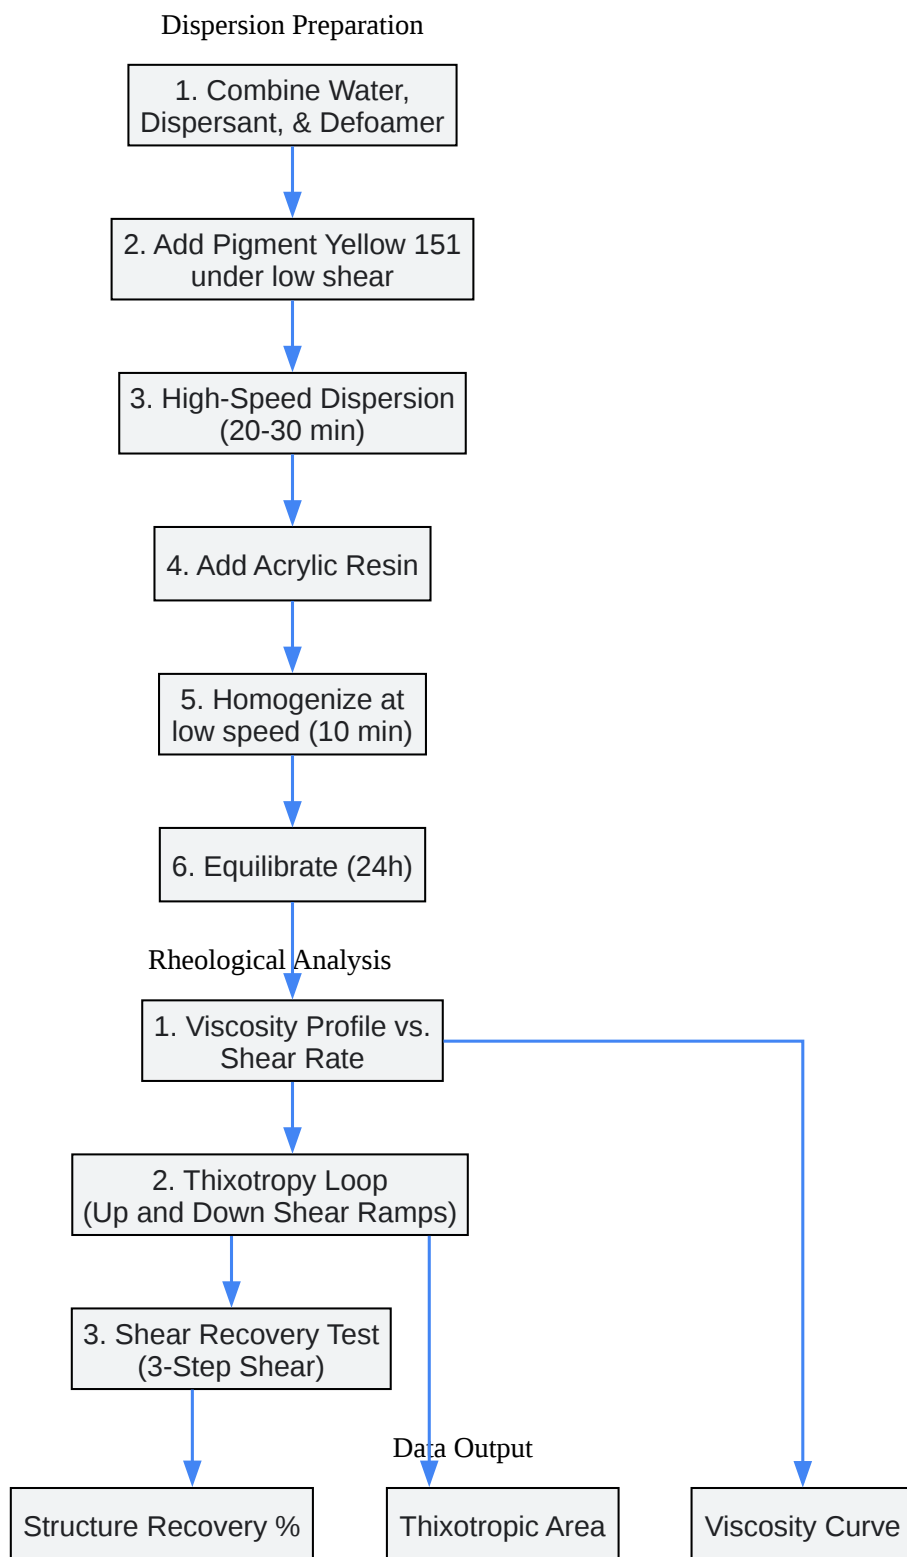 Dispersion Preparation
1. Combine Water,
Dispersant, & Defoamer
2. Add Pigment Yellow 151
under low shear
3. High-Speed Dispersion
(20-30 min)
4. Add Acrylic Resin
5. Homogenize at
low speed (10 min)
6. Equilibrate (24h)
Rheological Analysis
1. Viscosity Profile vs.
Shear Rate
2. Thixotropy Loop
(Up and Down Shear Ramps)
3. Shear Recovery Test
(3-Step Shear)
Data Output
Structure Recovery %
Thixotropic Area
Viscosity Curve